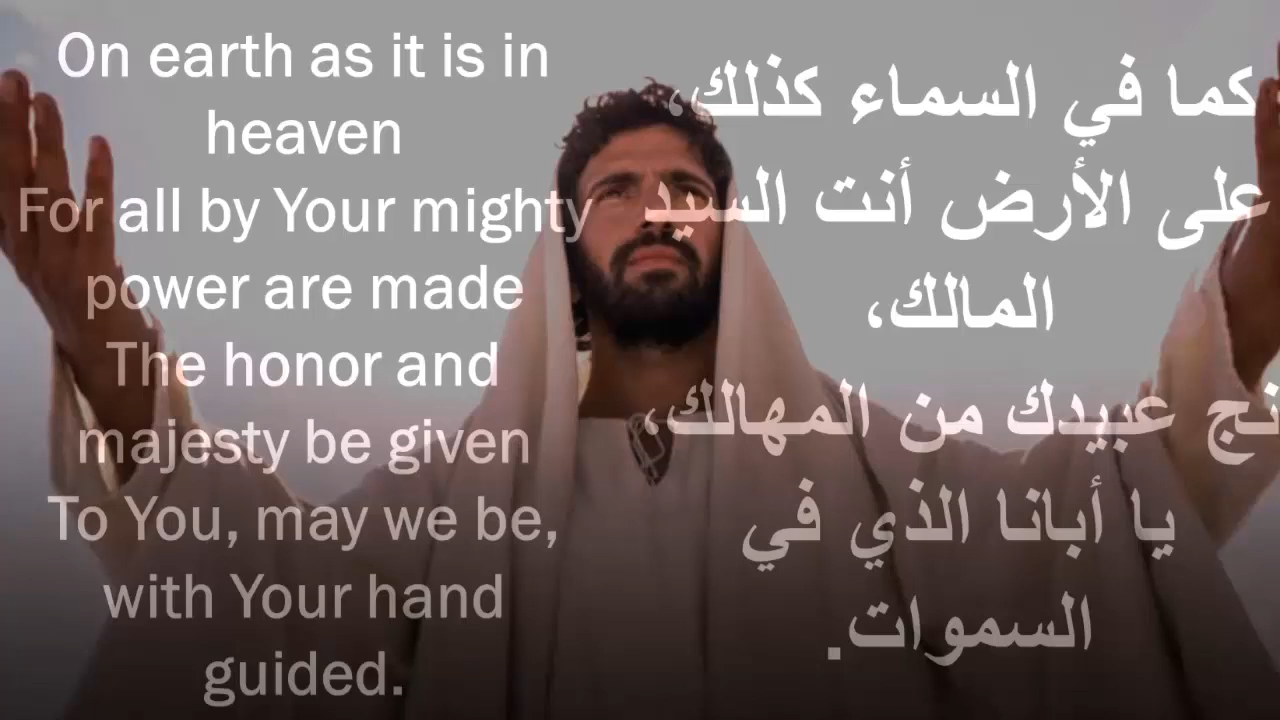 On earth as it is in
heaven
For all by Your mighty
power are made
The honor and
majesty be given
To You, may we be,
with Your hand
guided.
كما في السماء كذلك،
على الأرض أنت السيد
المالك،
نج عبيدك من المهالك،
يا أبانا الذي في
السموات.